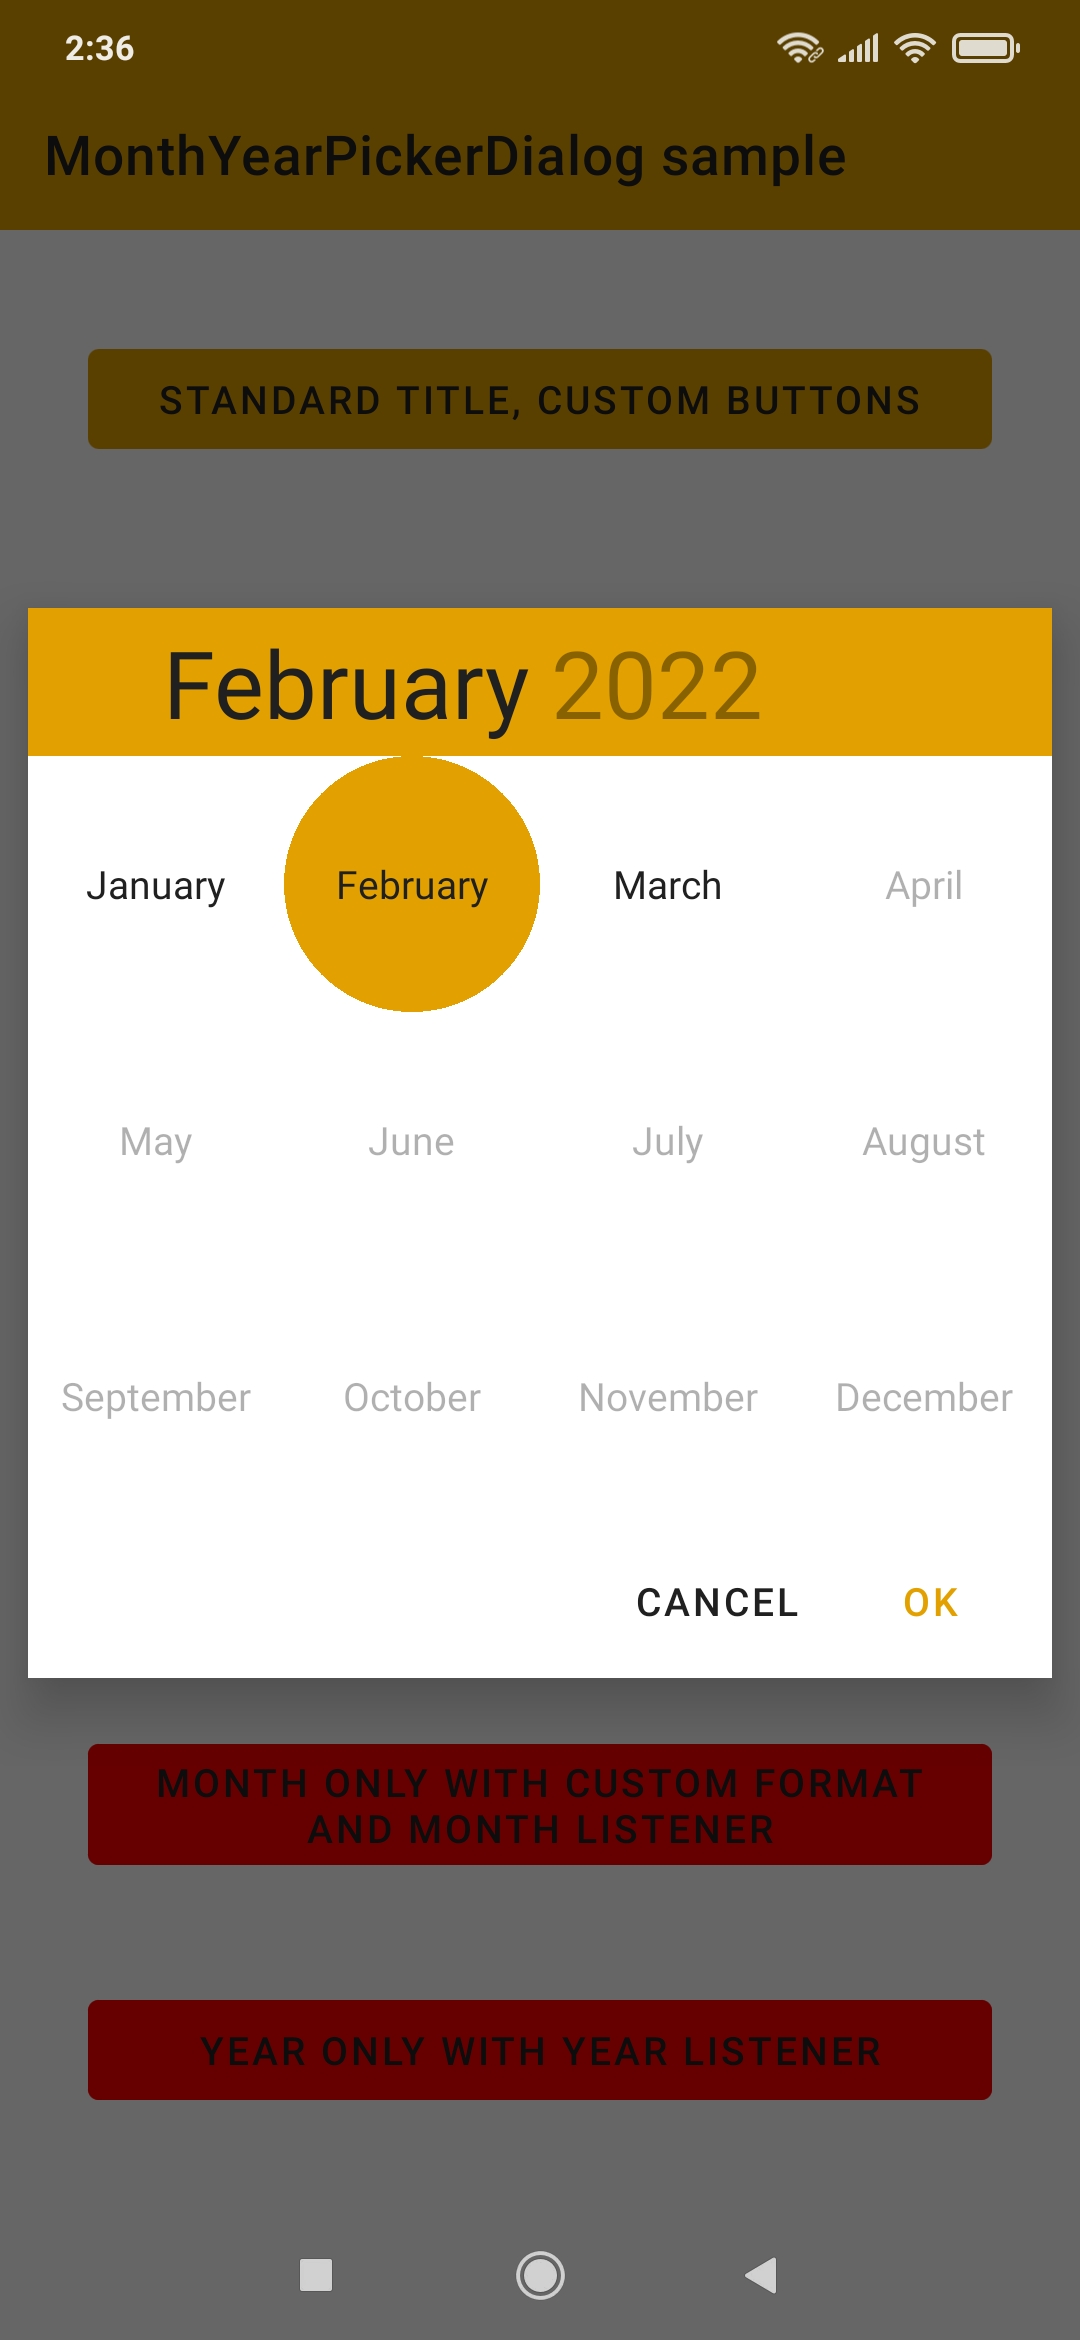 2:36
MonthYearPickerDialog sample
STANDARD TITLE, CUSTOM BUTTONS
February 2022
January February March April
May June July August
September October November December
CANCEL OK
MONTH ONLY WITH CUSTOM FORMAT
AND MONTH LISTENER
YEAR ONLY WITH YEAR LISTENER